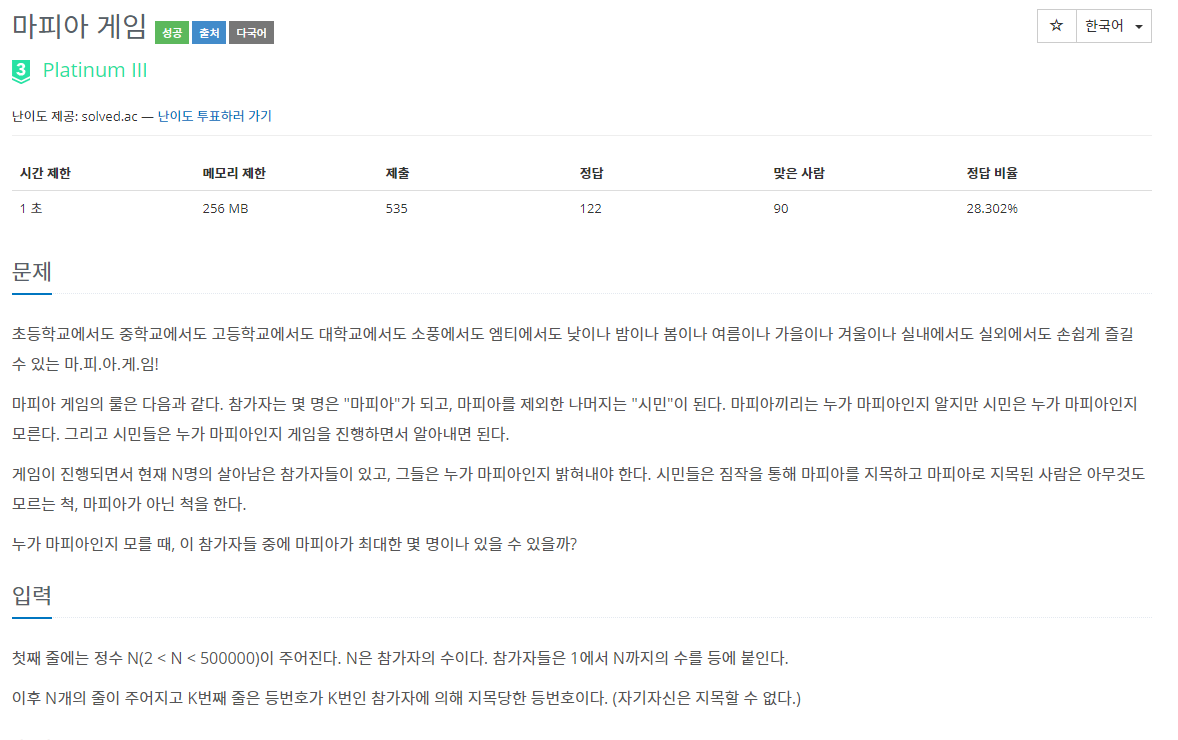 마피아 게임 성공 출처 다국어
☆ 한국어
3 Platinum III
난이도 제공: solved.ac — 난이도 투표하러 가기
시간 제한 메모리 제한 제출 정답 맞은 사람 정답 비율
1 초 256 MB 535 122 90 28.302%
문제
초등학교에서도 중학교에서도 고등학교에서도 대학교에서도 소풍에서도 엠티에서도 낮이나 밤이나 봄이나 여름이나 가을이나 겨울이나 실내에서도 실외에서도 손쉽게 즐길
수 있는 마.피.아.게.임!
마피아 게임의 룰은 다음과 같다. 참가자는 몇 명은 "마피아"가 되고, 마피아를 제외한 나머지는 "시민"이 된다. 마피아끼리는 누가 마피아인지 알지만 시민은 누가 마피아인지
모른다. 그리고 시민들은 누가 마피아인지 게임을 진행하면서 알아내면 된다.
게임이 진행되면서 현재 N명의 살아남은 참가자들이 있고, 그들은 누가 마피아인지 밝혀내야 한다. 시민들은 짐작을 통해 마피아를 지목하고 마피아로 지목된 사람은 아무것도
모르는 척, 마피아가 아닌 척을 한다.
누가 마피아인지 모를 때, 이 참가자들 중에 마피아가 최대한 몇 명이나 있을 수 있을까?
입력
첫째 줄에는 정수 N(2 < N < 500000)이 주어진다. N은 참가자의 수이다. 참가자들은 1에서 N까지의 수를 등에 붙인다.
이후 N개의 줄이 주어지고 K번째 줄은 등번호가 K번인 참가자에 의해 지목당한 등번호이다. (자기자신은 지목할 수 없다.)